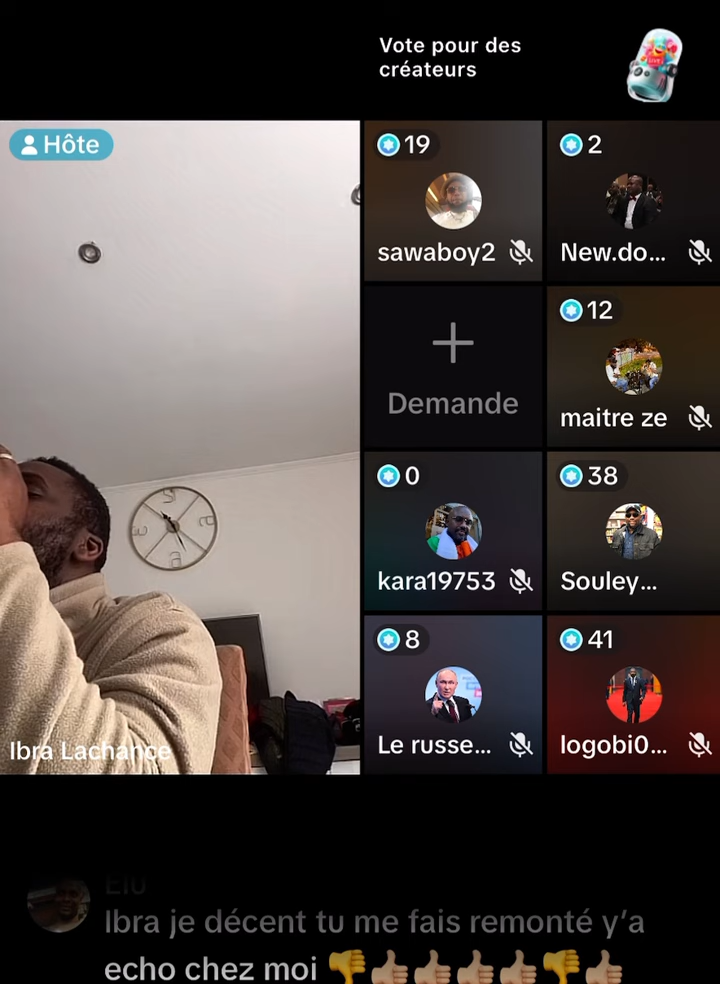 Vote pour des
créateurs
Hôte
19
2
sawaboy2
New.do...
12
Demande
maitre ze
0
38
kara19753
Souley...
8
41
Ibra Lachance
Le russe...
logobi0...
Elu
Ibra je décent tu me fais remonté y’a
echo chez moi 👎👍🏼👍🏼👍🏼👍🏼👎👍🏼